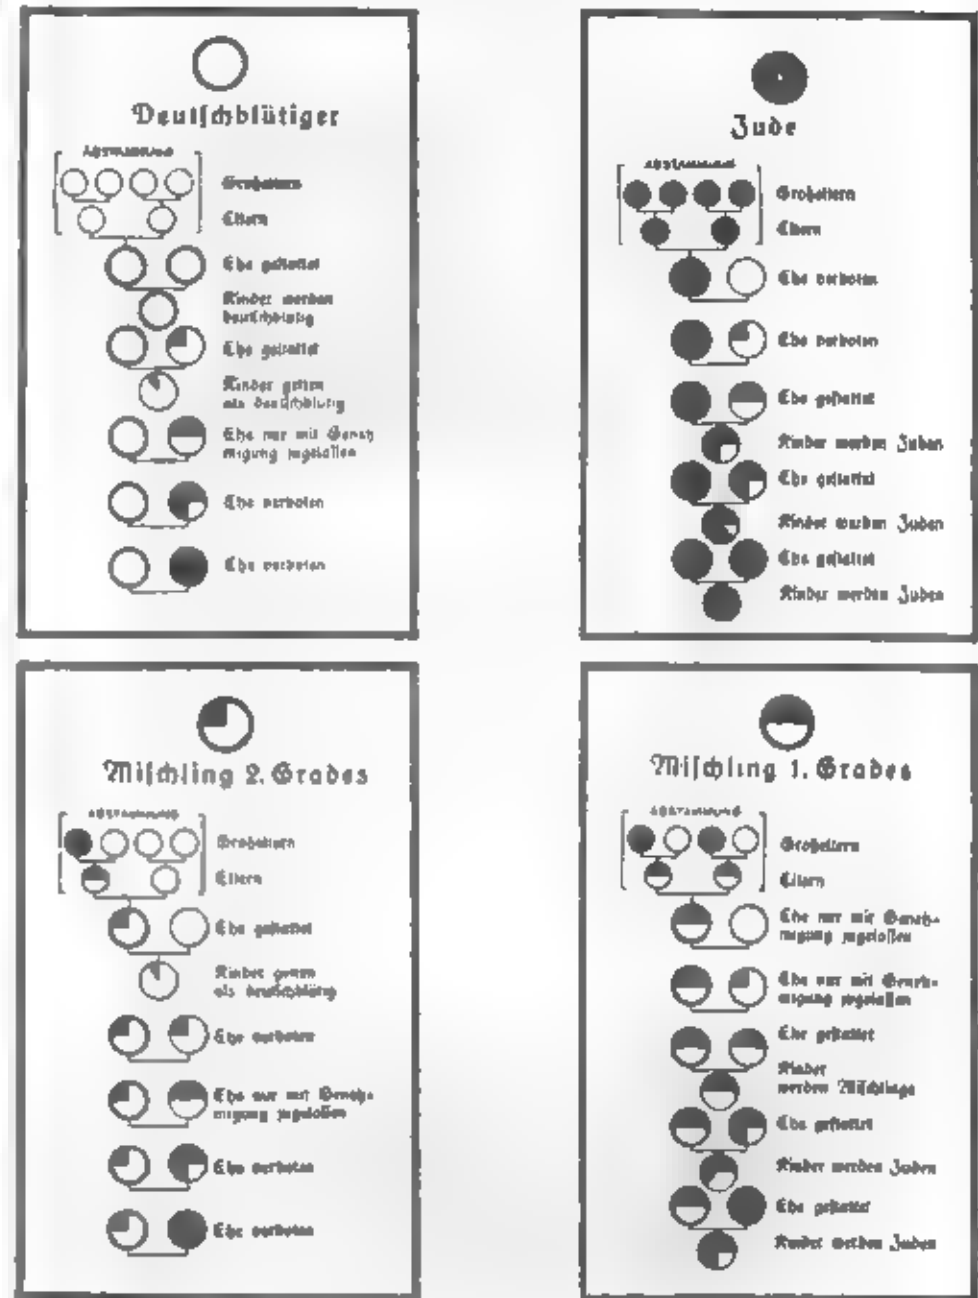 Deutschblütiger
ABSTAMMUNG
Großeltern
Eltern
Ehe gestattet
Kinder werden
deutschblütig
Ehe gestattet
Kinder gelten
als deutschblütig
Ehe nur mit Geneh
migung zugelassen
Ehe verboten
Ehe verboten
Jude
ABSTAMMUNG
Großeltern
Eltern
Ehe verboten
Ehe verboten
Ehe gestattet
Kinder werden Juden
Ehe gestattet
Kinder werden Juden
Ehe gestattet
Kinder werden Juden
Mischling 2. Grades
ABSTAMMUNG
Großeltern
Eltern
Ehe gestattet
Kinder gelten
als deutschblütig
Ehe verboten
Ehe nur mit Geneh-
migung zugelassen
Ehe verboten
Ehe verboten
Mischling 1. Grades
ABSTAMMUNG
Großeltern
Eltern
Ehe nur mit Geneh-
migung zugelassen
Ehe nur mit Geneh-
migung zugelassen
Ehe gestattet
Kinder
werden Mischlinge
Ehe gestattet
Kinder werden Juden
Ehe gestattet
Kinder werden Juden